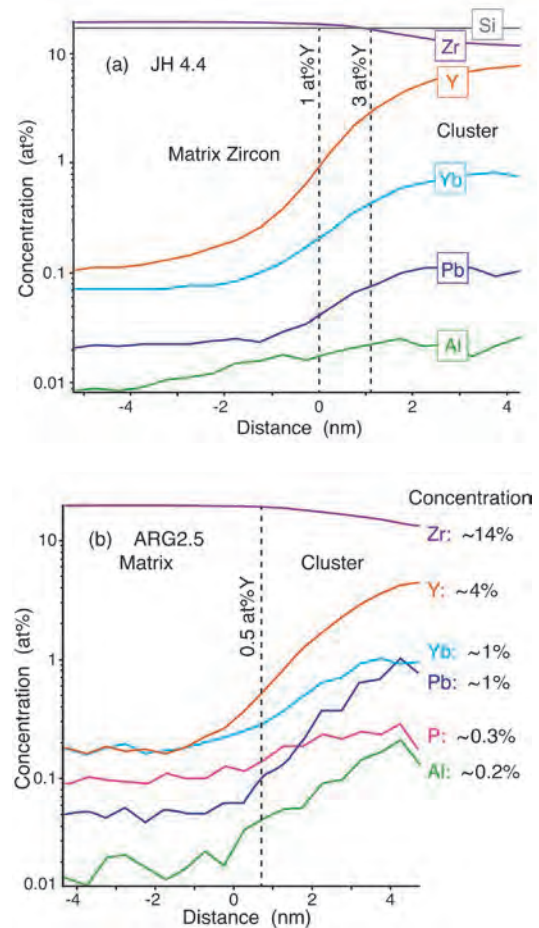 10
1
0.1
0.01
Concentration (at%)
(a) JH 4.4
Matrix Zircon
1 at%Y
3 at%Y
Cluster
Si
Zr
Y
Yb
Pb
Al
-4 -2 0 2 4
Distance (nm)
10
1
0.1
0.01
Concentration (at%)
(b) ARG2.5
Matrix
Cluster
0.5 at%Y
Concentration
Zr: ~14%
Y: ~4%
Yb: ~1%
Pb: ~1%
P: ~0.3%
Al: ~0.2%
-4 -2 0 2 4
Distance (nm)